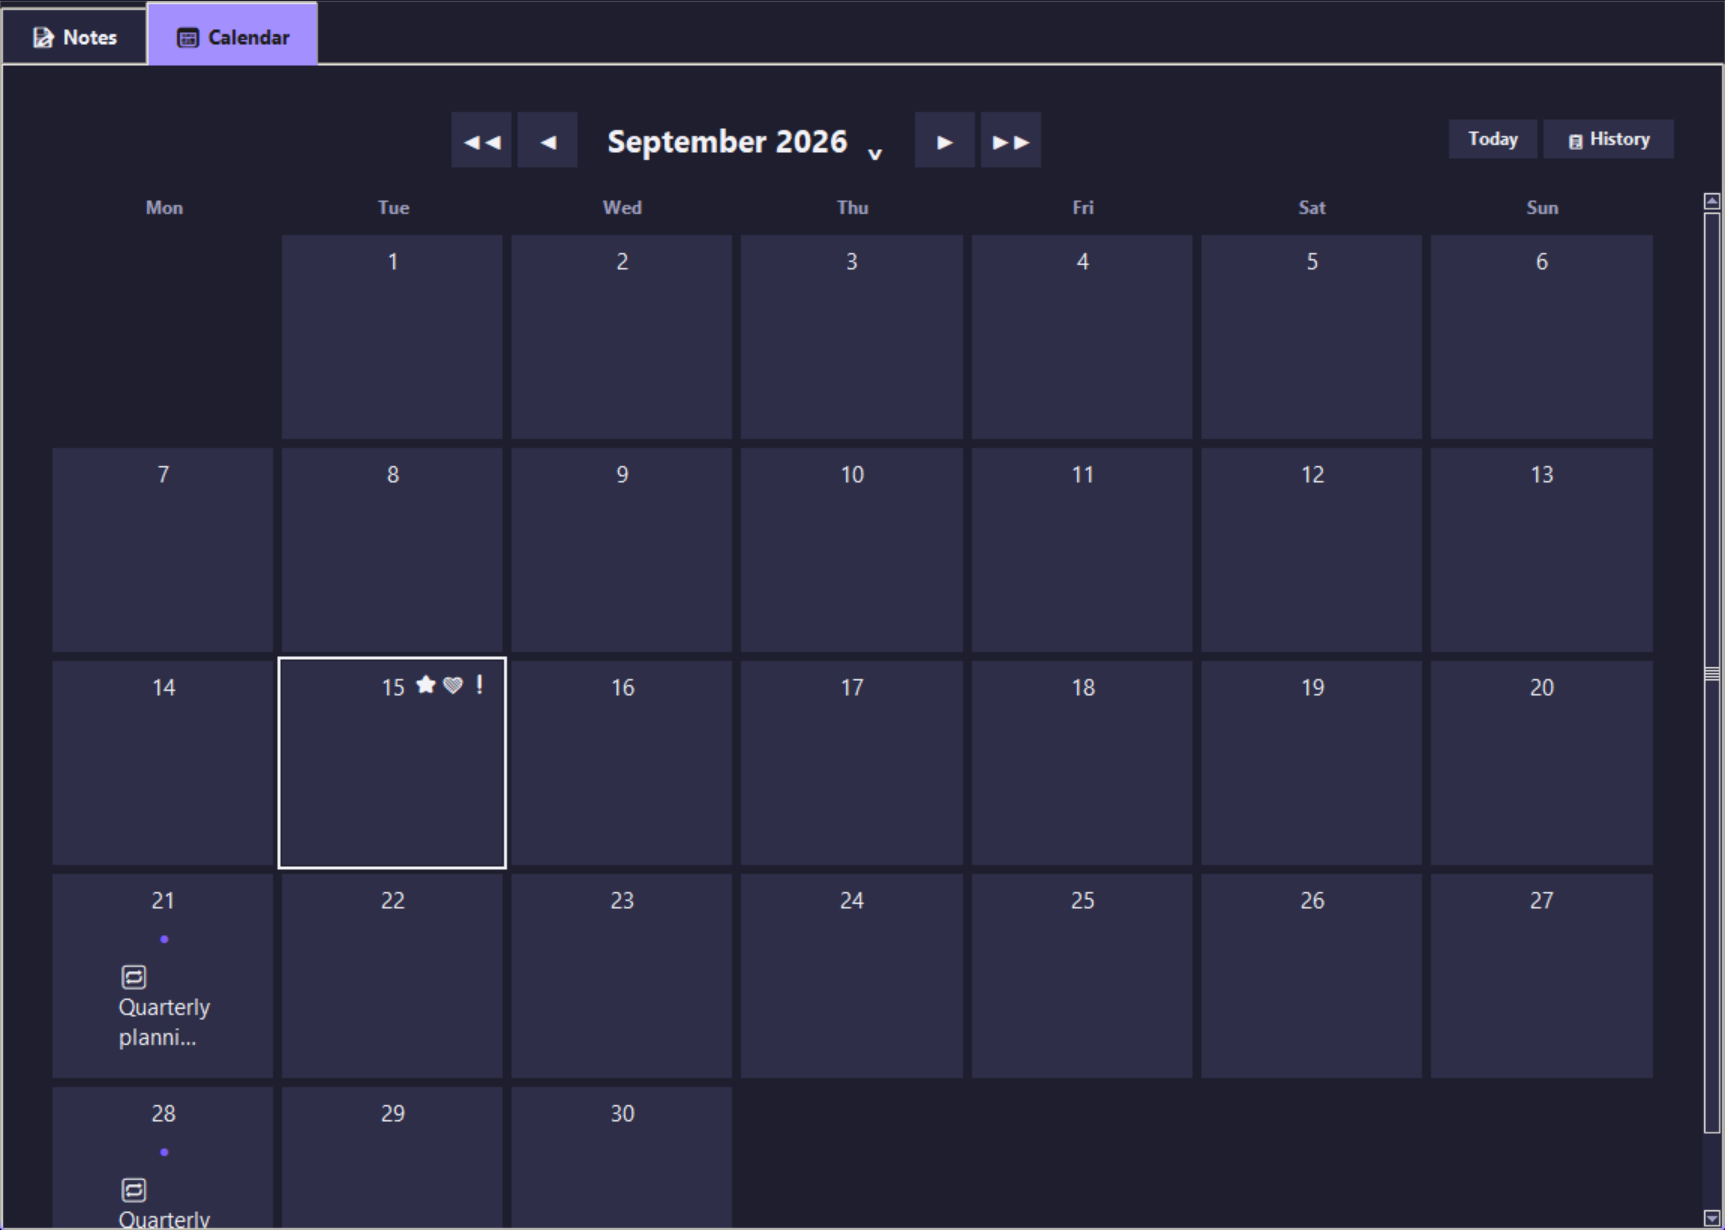 Notes Calendar
◄◄ ◄ September 2026 v ► ►► Today History
Mon Tue Wed Thu Fri Sat Sun
1 2 3 4 5 6
7 8 9 10 11 12 13
14 15 ★ ♥ ! 16 17 18 19 20
21 22 23 24 25 26 27
Quarterly
planni...
28 29 30
Quarterly